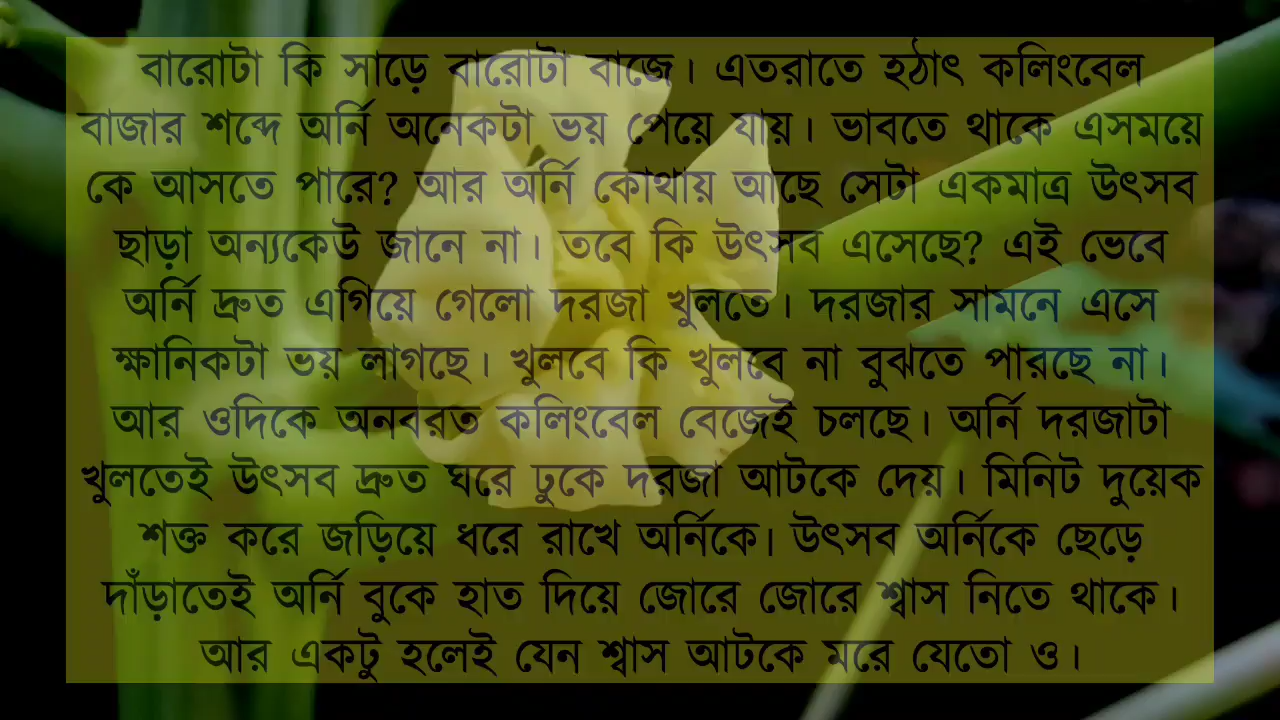 বারোটা কি সাড়ে বারোটা বাজে। এতরাতে হঠাৎ কলিংবেল
বাজার শব্দে অর্নি অনেকটা ভয় পেয়ে যায়। ভাবতে থাকে এসময়ে
কে আসতে পারে? আর অর্নি কোথায় আছে সেটা একমাত্র উৎসব
ছাড়া অন্যকেউ জানে না। তবে কি উৎসব এসেছে? এই ভেবে
অর্নি দ্রুত এগিয়ে গেলো দরজা খুলতে। দরজার সামনে এসে
ক্ষানিকটা ভয় লাগছে। খুলবে কি খুলবে না বুঝতে পারছে না।
আর ওদিকে অনবরত কলিংবেল বেজেই চলছে। অর্নি দরজাটা
খুলতেই উৎসব দ্রুত ঘরে ঢুকে দরজা আটকে দেয়। মিনিট দুয়েক
শক্ত করে জড়িয়ে ধরে রাখে অর্নিকে। উৎসব অর্নিকে ছেড়ে
দাঁড়াতেই অর্নি বুকে হাত দিয়ে জোরে জোরে শ্বাস নিতে থাকে।
আর একটু হলেই যেন শ্বাস আটকে মরে যেতো ও।